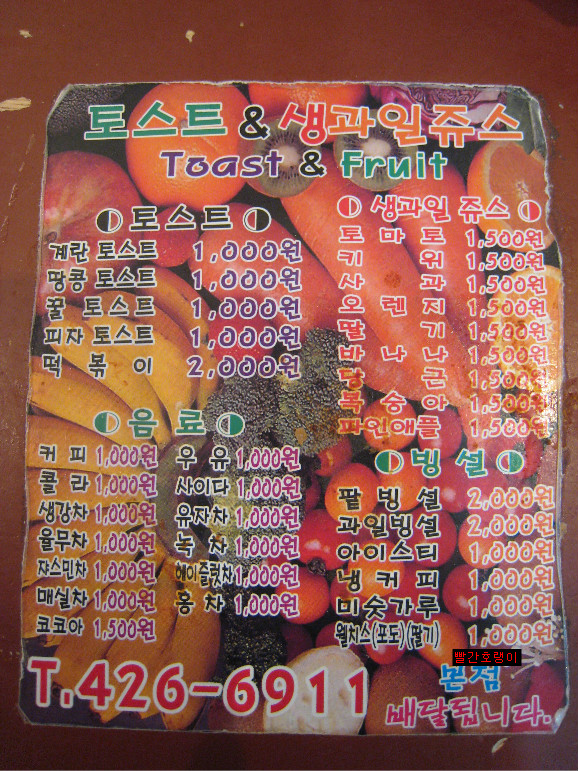 토스트 & 생과일쥬스
Toast & Fruit
토스트
계란 토스트 1,000원
땅콩 토스트 1,000원
꿀 토스트 1,000원
피자 토스트 1,000원
떡볶이 2,000원
음료
커피 1,000원 우유 1,000원
콜라 1,000원 사이다 1,000원
생강차 1,000원 유자차 1,000원
율무차 1,000원 녹차 1,000원
자스민차 1,000원 헤이즐럿차 1,000원
매실차 1,000원 홍차 1,000원
코코아 1,500원
생과일 쥬스
토마토 1,500원
키위 1,500원
사과 1,500원
오렌지 1,500원
딸기 1,500원
바나나 1,500원
당근 1,500원
복숭아 1,500원
파인애플 1,500원
빙설
팥빙설 2,000원
과일빙설 2,000원
아이스티 1,000원
냉커피 1,000원
미숫가루 1,000원
웰치스(포도)(딸기) 1,000원
빨간호랭이
T.426-6911
본점
배달됩니다.